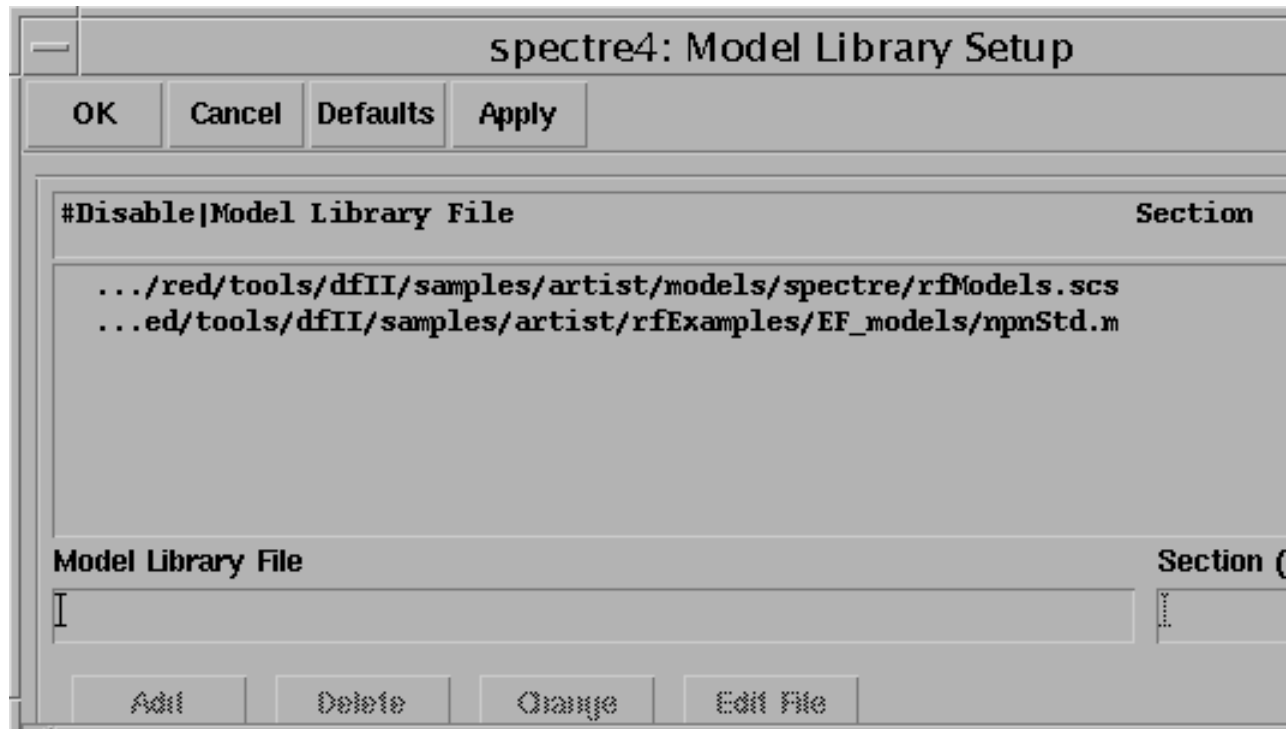 spectre4: Model Library Setup
OK Cancel Defaults Apply
#Disable|Model Library File Section
.../red/tools/dfII/samples/artist/models/spectre/rfModels.scs
...ed/tools/dfII/samples/artist/rfExamples/EF_models/npnStd.m
Model Library File Section (
Add Delete Change Edit File